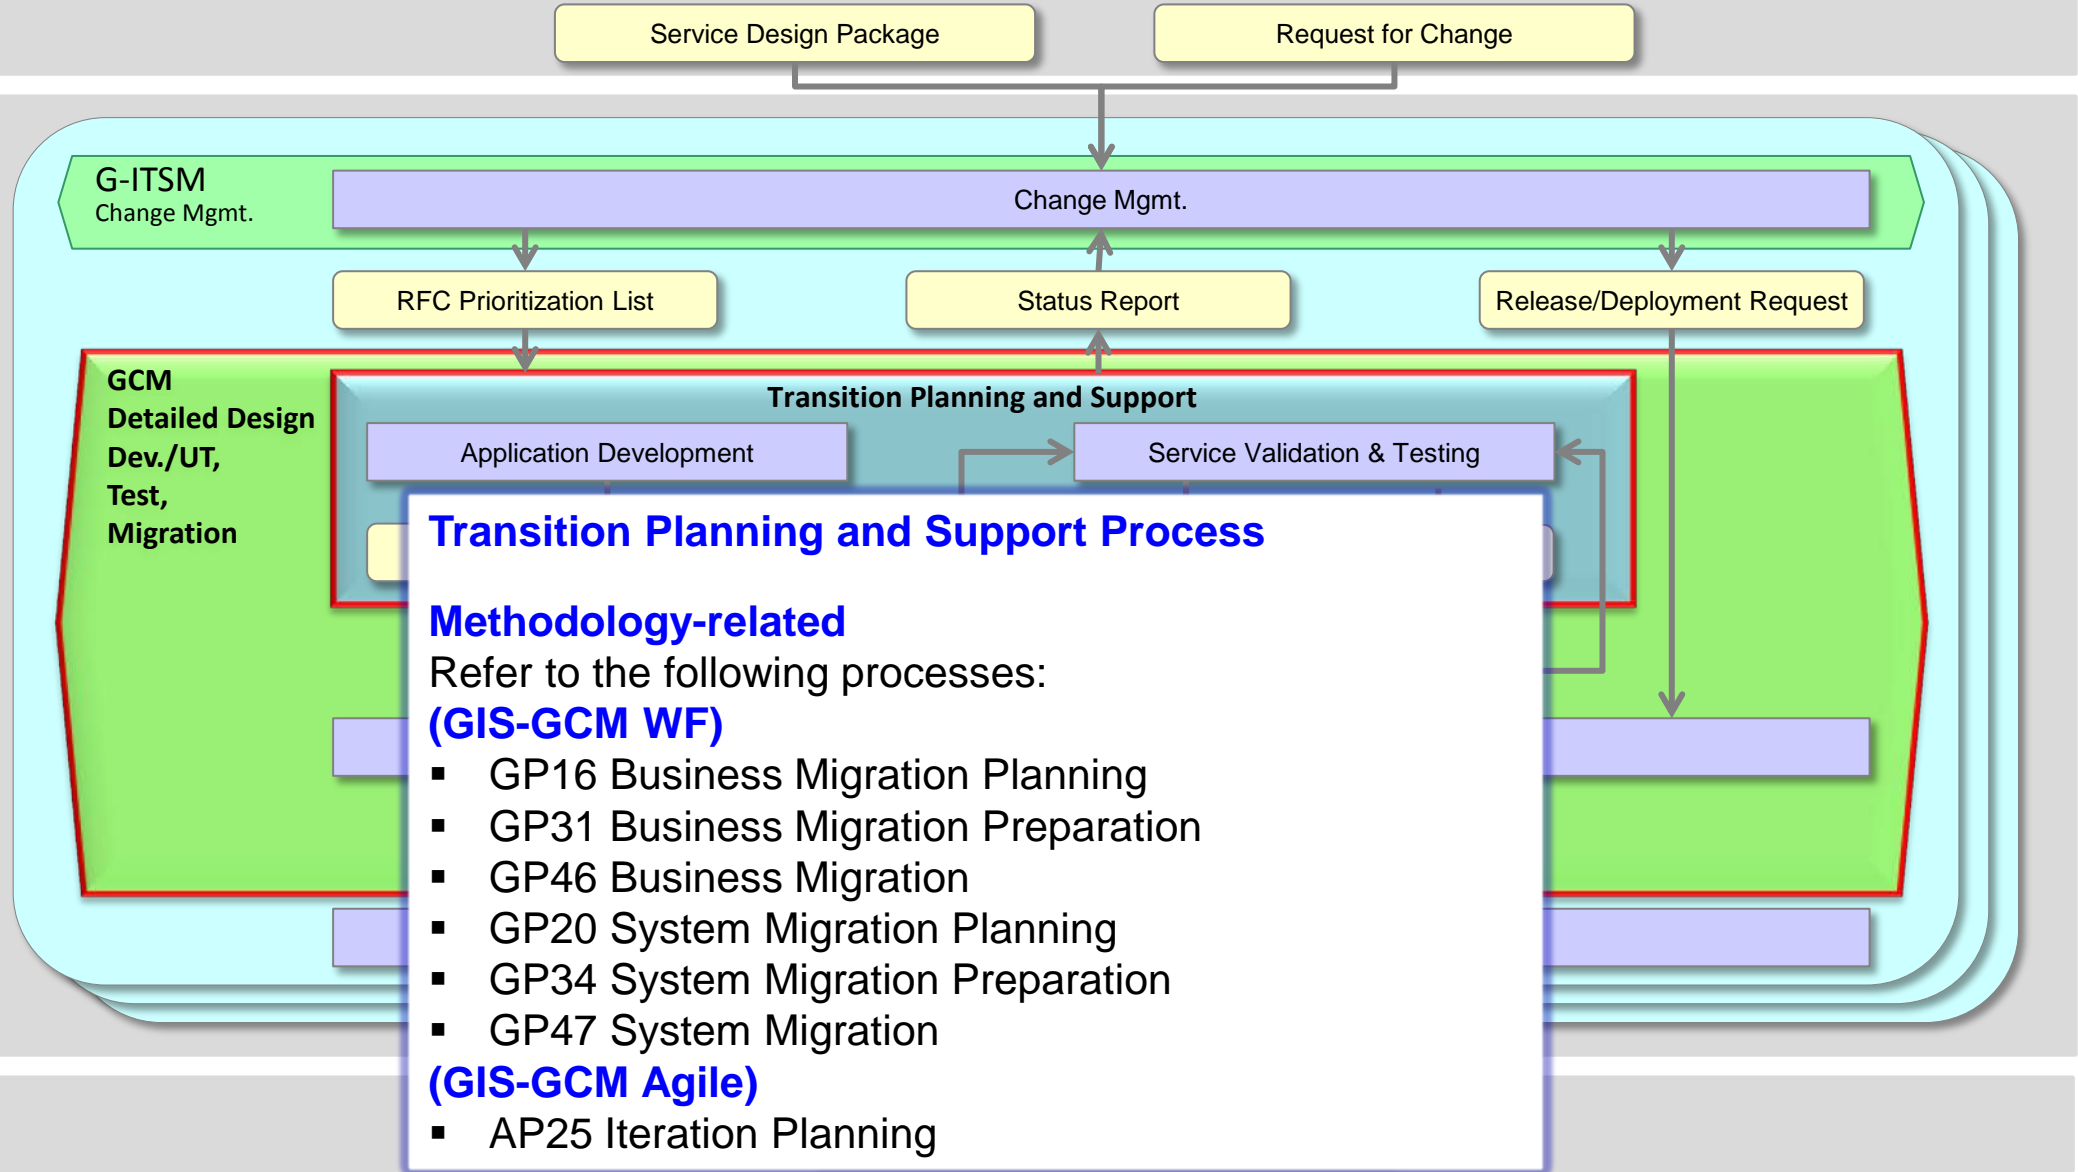 Service Design Package
Request for Change
G-ITSM
Change Mgmt.
Change Mgmt.
RFC Prioritization List
Status Report
Release/Deployment Request
GCM
Detailed Design
Dev./UT,
Test,
Migration
Transition Planning and Support
Application Development
Service Validation & Testing
Transition Planning and Support Process
Methodology-related
Refer to the following processes:
(GIS-GCM WF)
▪ GP16 Business Migration Planning
▪ GP31 Business Migration Preparation
▪ GP46 Business Migration
▪ GP20 System Migration Planning
▪ GP34 System Migration Preparation
▪ GP47 System Migration
(GIS-GCM Agile)
▪ AP25 Iteration Planning